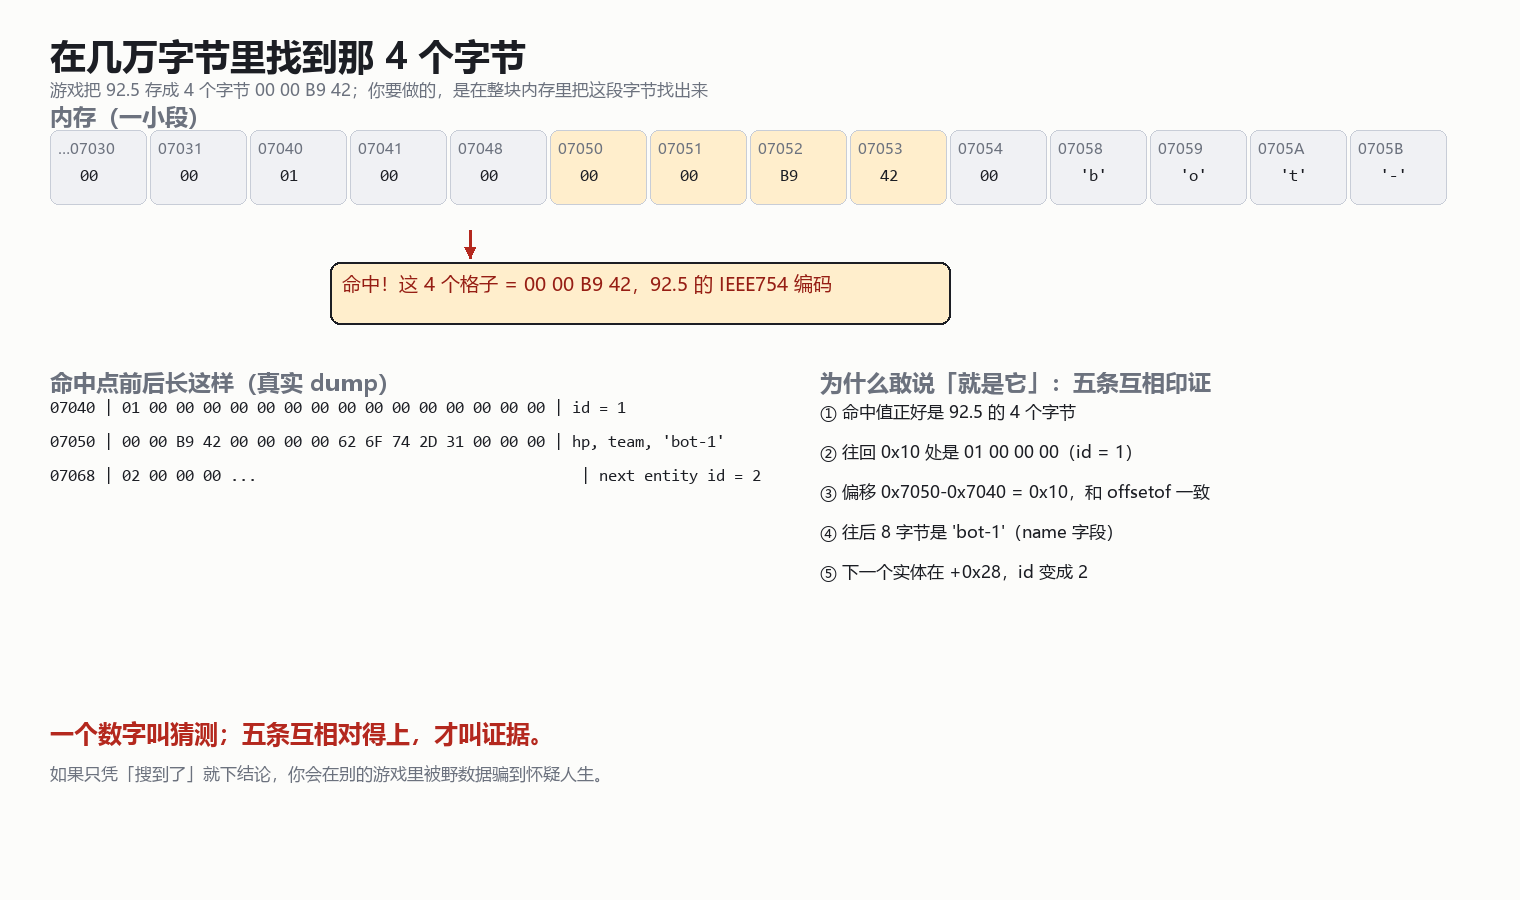 在几万字节里找到那 4 个字节
游戏把 92.5 存成 4 个字节 00 00 B9 42；你要做的，是在整块内存里把这段字节找出来
内存（一小段）
...07030 07031 07040 07041 07048 07050 07051 07052 07053 07054 07058 07059 0705A 0705B
00 00 01 00 00 00 00 B9 42 00 'b' 'o' 't' '-'
命中！这 4 个格子 = 00 00 B9 42，92.5 的 IEEE754 编码
命中点前后长这样（真实 dump）
07040 | 01 00 00 00 00 00 00 00 00 00 00 00 00 00 00 00 | id = 1
07050 | 00 00 B9 42 00 00 00 00 62 6F 74 2D 31 00 00 00 | hp, team, 'bot-1'
07068 | 02 00 00 00 ... | next entity id = 2
为什么敢说「就是它」：五条互相印证
① 命中值正好是 92.5 的 4 个字节
② 往回 0x10 处是 01 00 00 00（id = 1）
③ 偏移 0x7050-0x7040 = 0x10，和 offsetof 一致
④ 往后 8 字节是 'bot-1'（name 字段）
⑤ 下一个实体在 +0x28，id 变成 2
一个数字叫猜测；五条互相对得上，才叫证据。
如果只凭「搜到了」就下结论，你会在别的游戏里被野数据骗到怀疑人生。